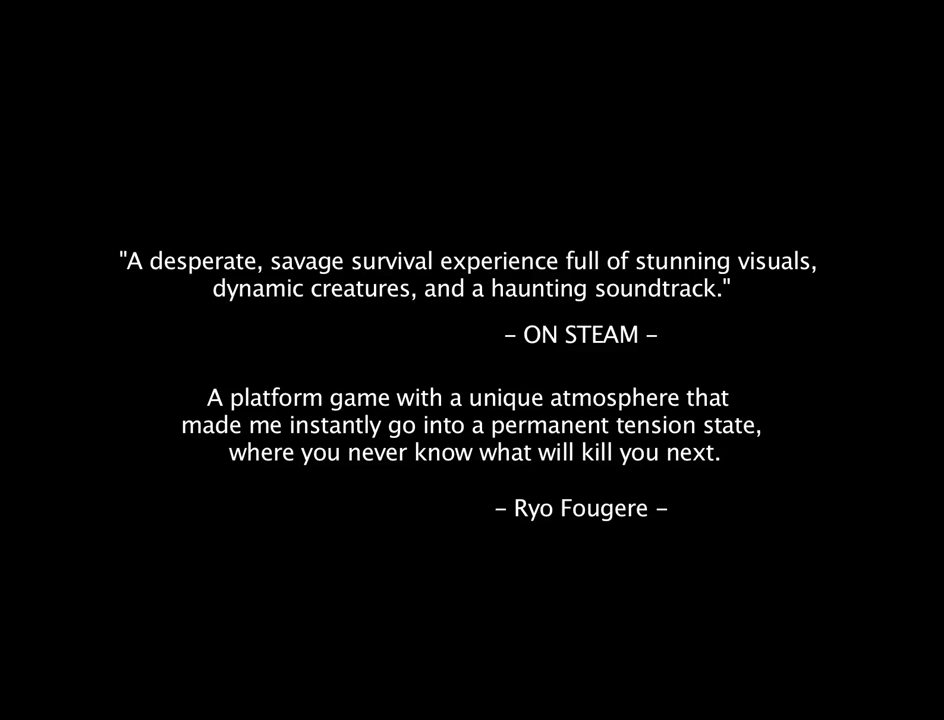 "A desperate, savage survival experience full of stunning visuals,
dynamic creatures, and a haunting soundtrack."
– ON STEAM –
A platform game with a unique atmosphere that
made me instantly go into a permanent tension state,
where you never know what will kill you next.
– Ryo Fougere –